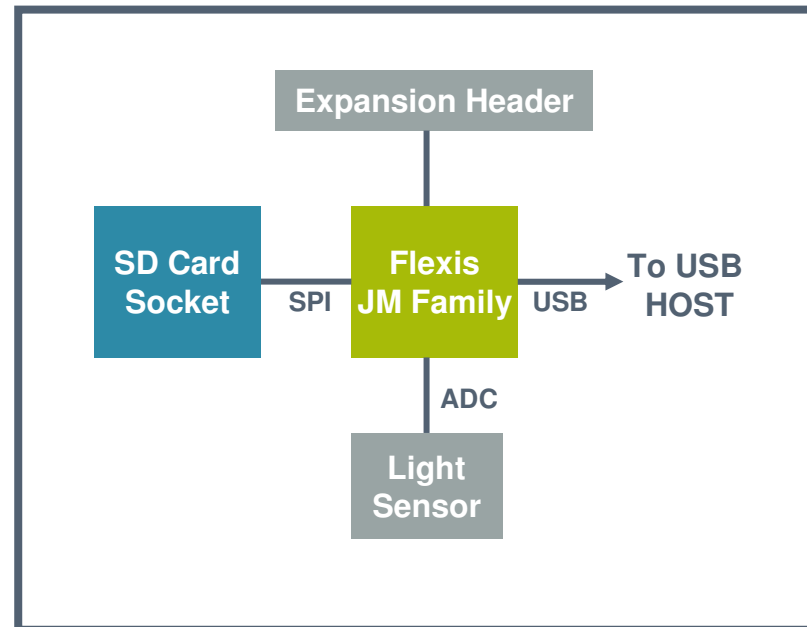 Expansion Header
SD Card
Socket
SPI
Flexis
JM Family
USB
To USB
HOST
ADC
Light
Sensor